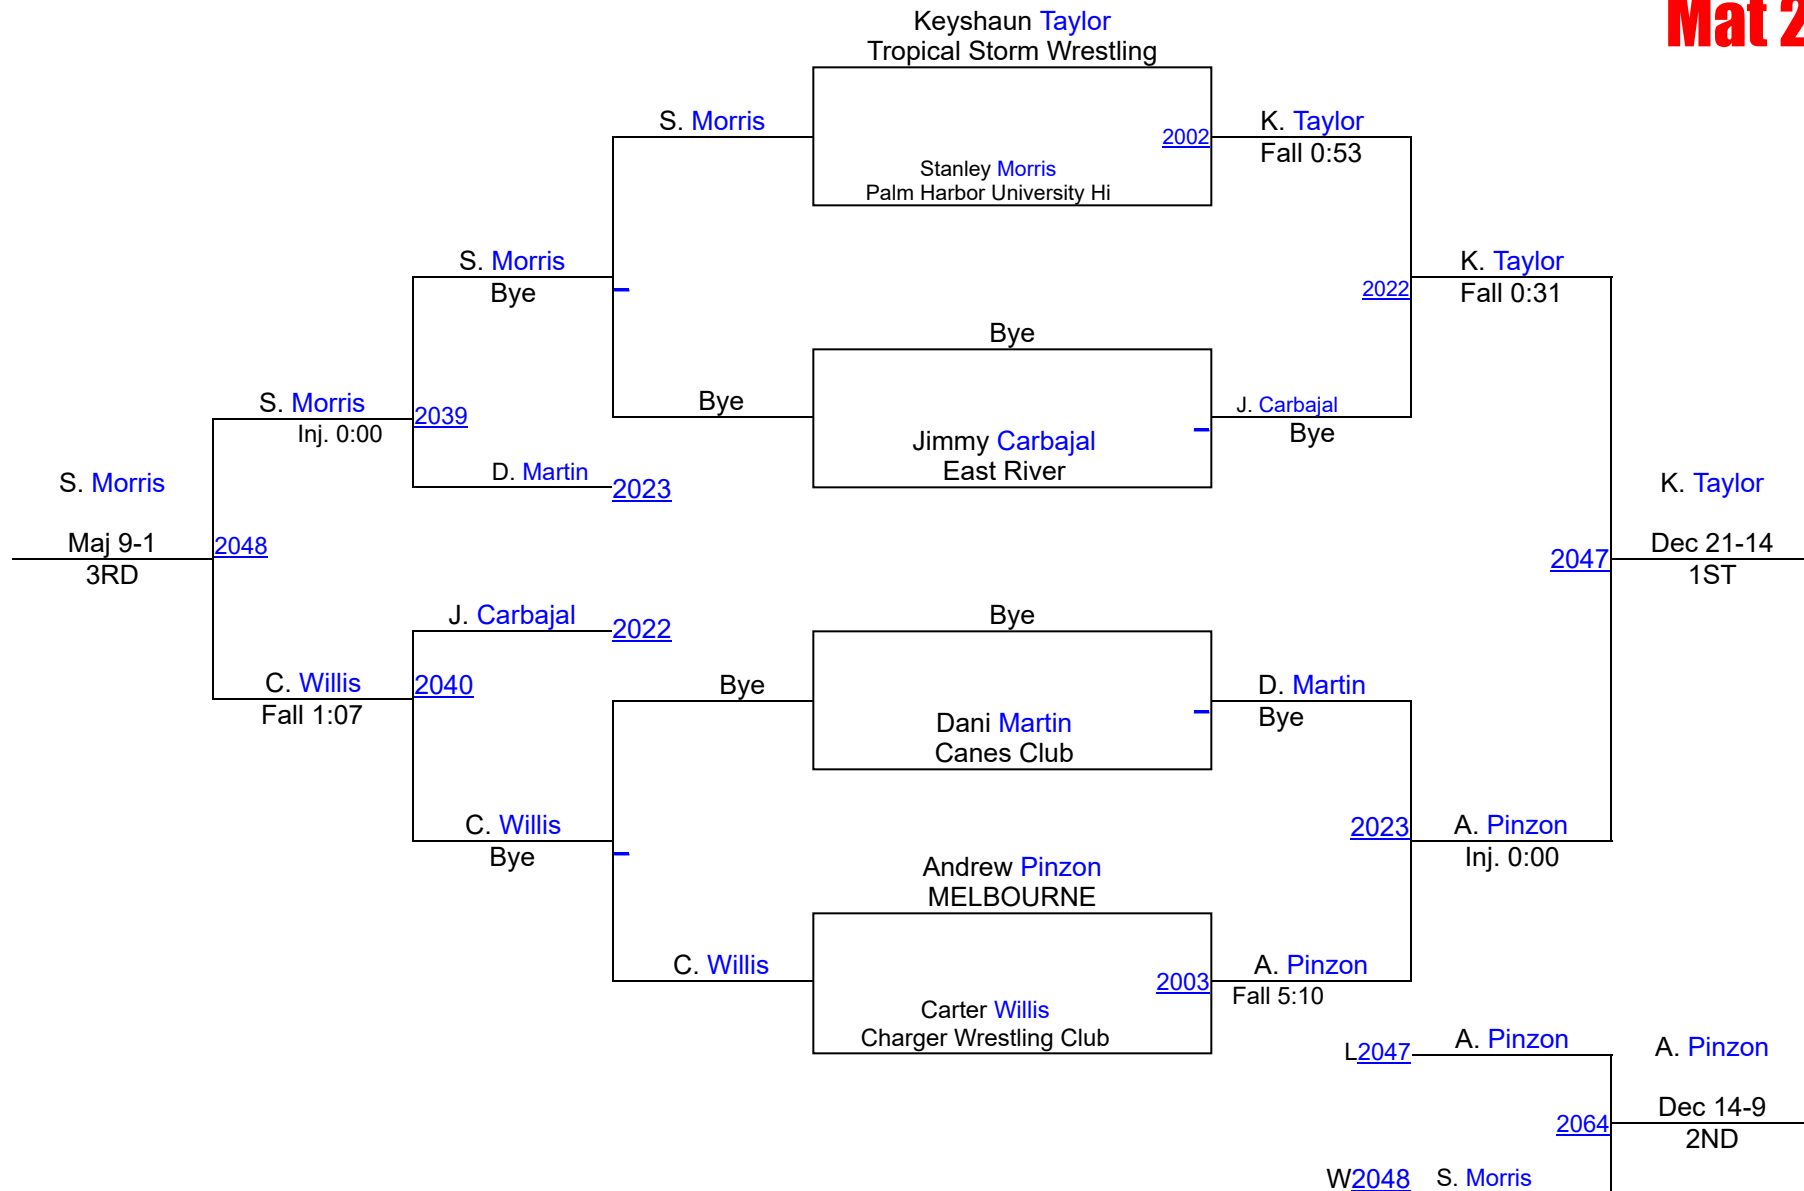 Mat 2
Keyshaun Taylor
Tropical Storm Wrestling
S. Morris
2002
K. Taylor
Fall 0:53
Stanley Morris
Palm Harbor University Hi
S. Morris
Bye
2022
K. Taylor
Fall 0:31
Bye
S. Morris
Inj. 0:00
2039
Bye
J. Carbajal
Bye
Jimmy Carbajal
East River
D. Martin
2023
S. Morris
Maj 9-1
3RD
2048
K. Taylor
2047
Dec 21-14
1ST
J. Carbajal
2022
Bye
C. Willis
Fall 1:07
2040
Bye
D. Martin
Bye
Dani Martin
Canes Club
C. Willis
Bye
2023
A. Pinzon
Inj. 0:00
Andrew Pinzon
MELBOURNE
C. Willis
2003
A. Pinzon
Fall 5:10
Carter Willis
Charger Wrestling Club
L2047
A. Pinzon
A. Pinzon
2064
Dec 14-9
2ND
W2048
S. Morris